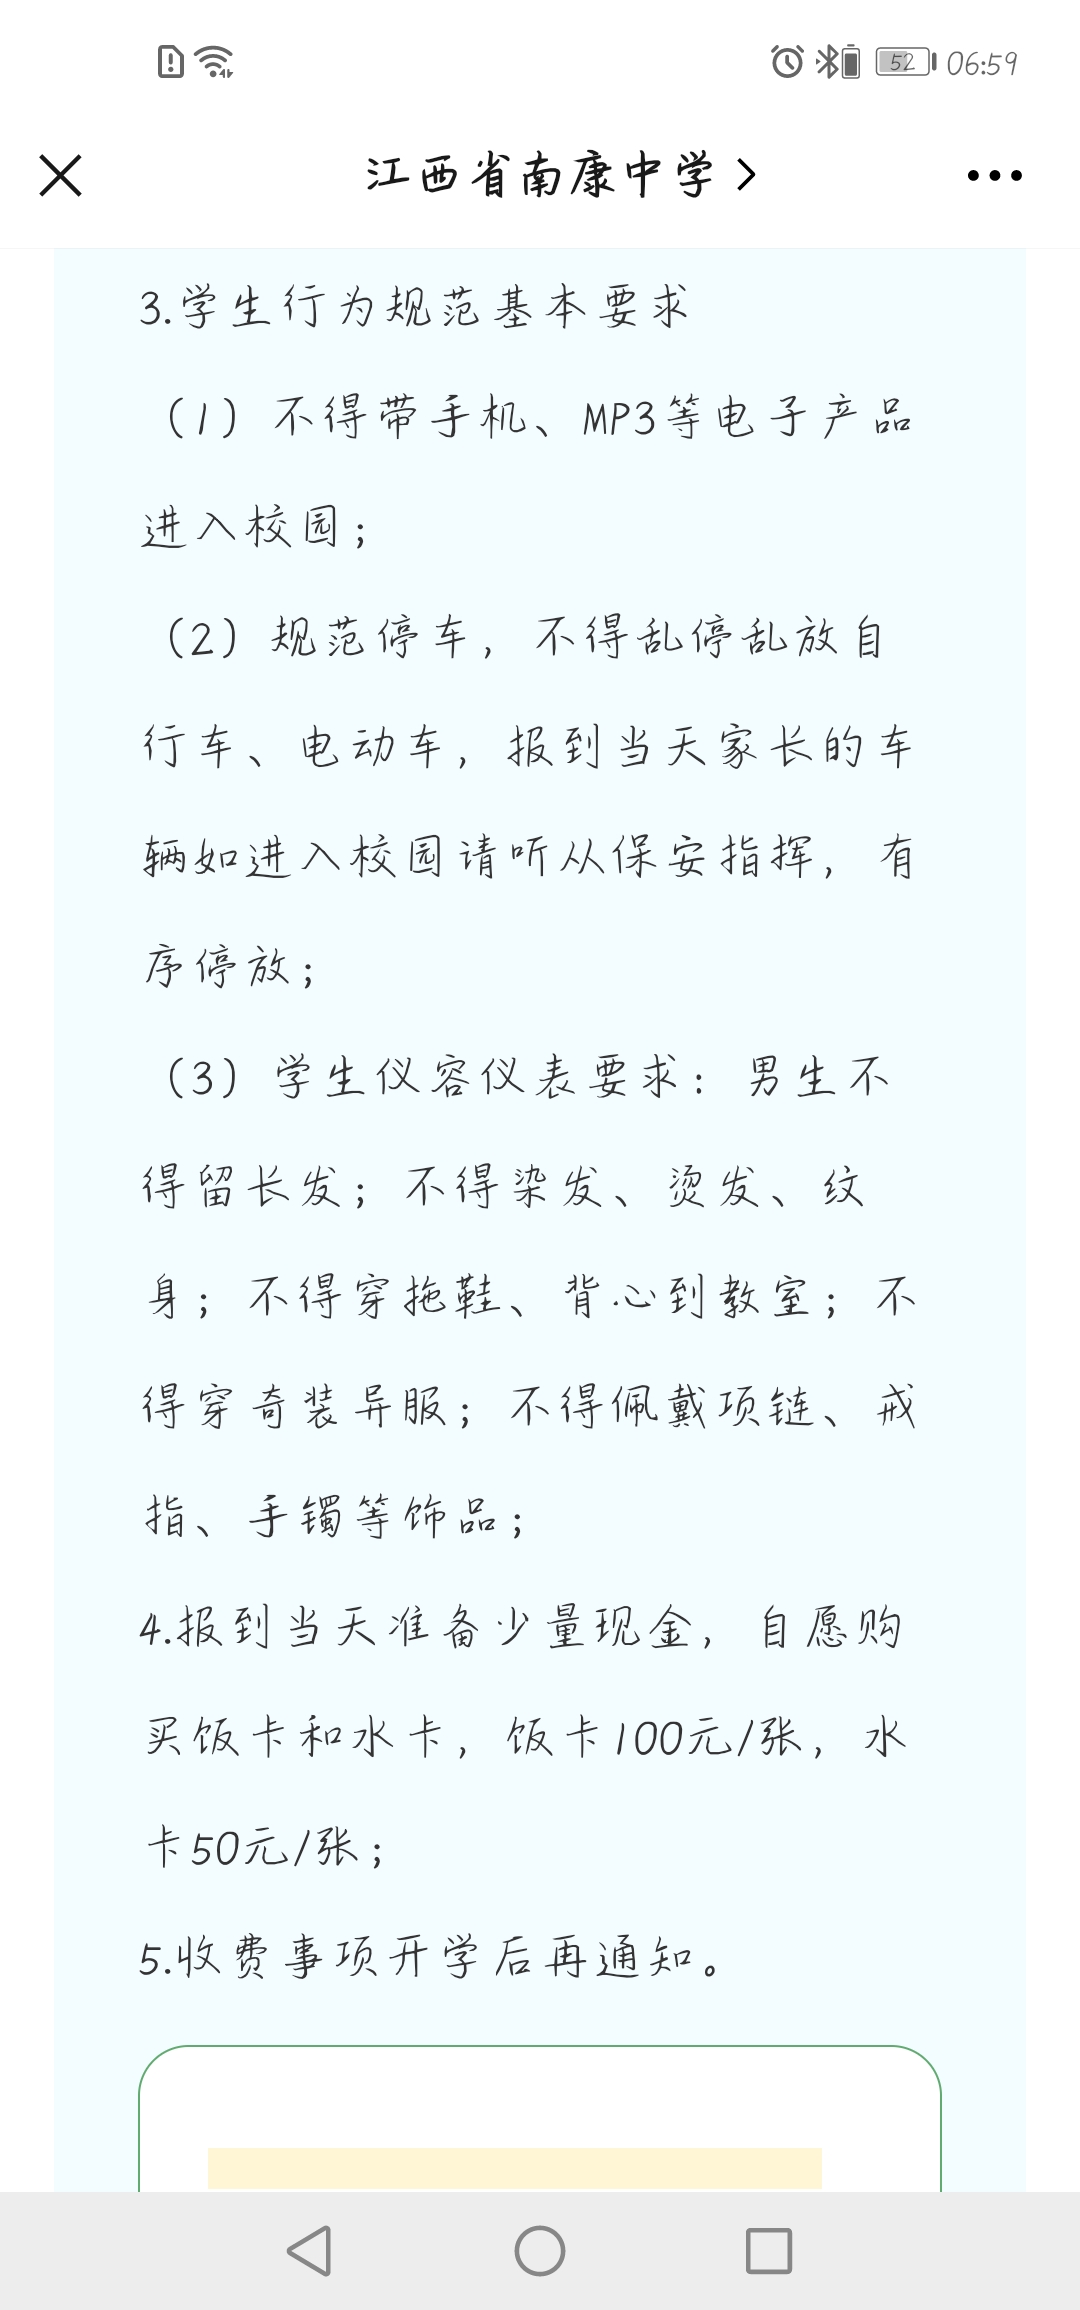 52 06:59
江西省南康中学
3.学生行为规范基本要求
（1）不得带手机、MP3等电子产品
进入校园；
（2）规范停车，不得乱停乱放自
行车、电动车，报到当天家长的车
辆如进入校园请听从保安指挥，有
序停放；
（3）学生仪容仪表要求：男生不
得留长发；不得染发、烫发、纹
身；不得穿拖鞋、背心到教室；不
得穿奇装异服；不得佩戴项链、戒
指、手镯等饰品；
4.报到当天准备少量现金，自愿购
买饭卡和水卡，饭卡100元/张，水
卡50元/张；
5.收费事项开学后再通知。